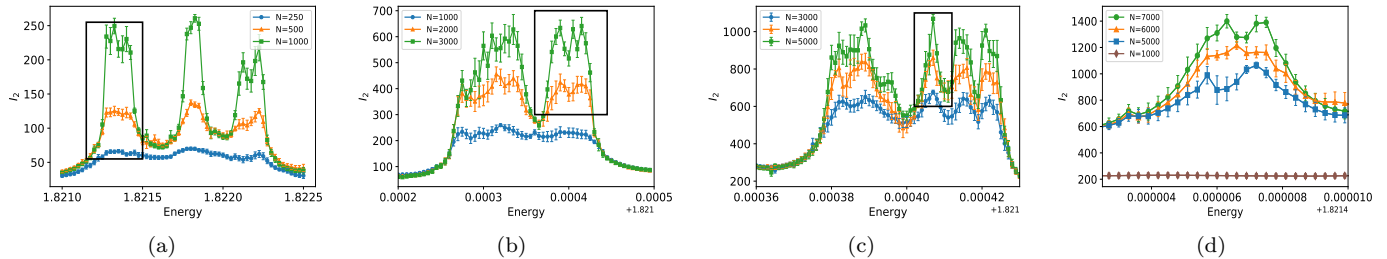 250
200
150
100
50
I₂
1.8210
1.8215
1.8220
1.8225
Energy
N=250
N=500
N=1000
(a)
700
600
500
400
300
200
100
I₂
0.0002
0.0003
0.0004
0.0005
Energy
+1.821
N=1000
N=2000
N=3000
(b)
1000
800
600
400
200
I₂
0.00036
0.00038
0.00040
0.00042
Energy
+1.821
N=3000
N=4000
N=5000
(c)
1400
1200
1000
800
600
400
200
I₂
0.000004
0.000006
0.000008
0.000010
Energy
+1.8214
N=7000
N=6000
N=5000
N=1000
(d)